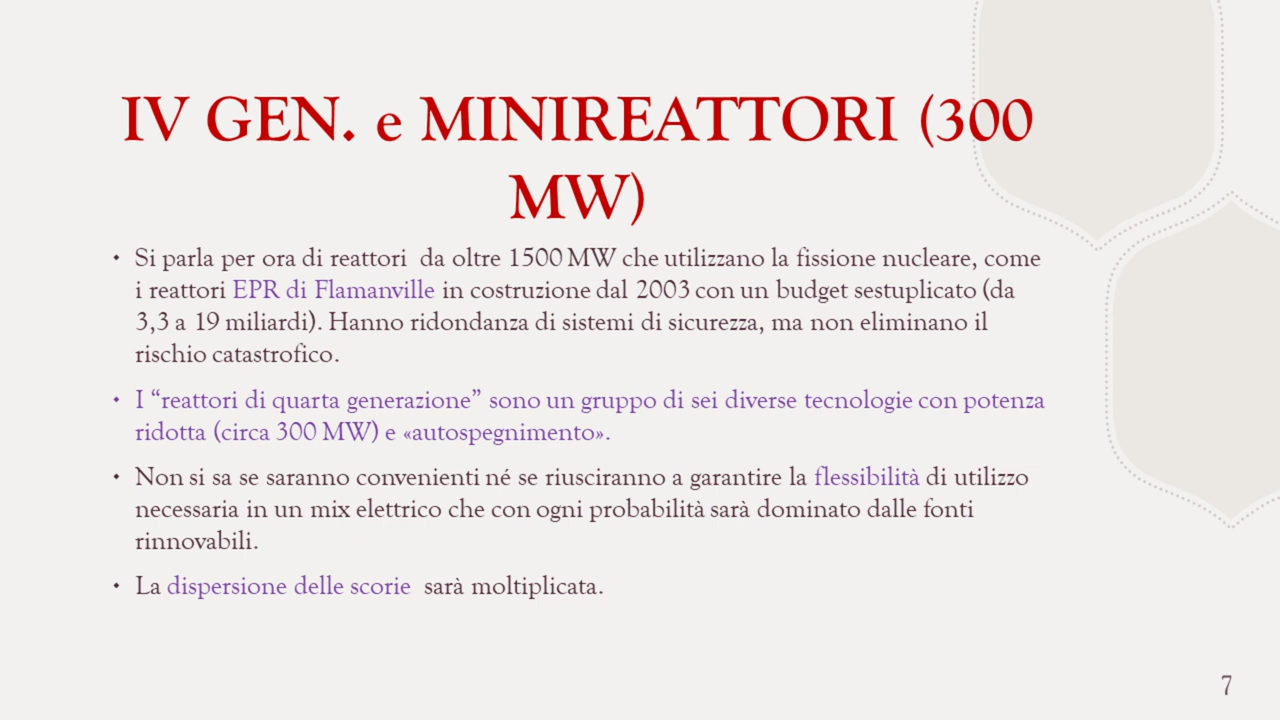 IV GEN. e MINIREATTORI (300
MW)
• Si parla per ora di reattori da oltre 1500 MW che utilizzano la fissione nucleare, come
i reattori EPR di Flamanville in costruzione dal 2003 con un budget sestuplicato (da
3,3 a 19 miliardi). Hanno ridondanza di sistemi di sicurezza, ma non eliminano il
rischio catastrofico.
• I “reattori di quarta generazione” sono un gruppo di sei diverse tecnologie con potenza
ridotta (circa 300 MW) e «autospegnimento».
• Non si sa se saranno convenienti né se riusciranno a garantire la flessibilità di utilizzo
necessaria in un mix elettrico che con ogni probabilità sarà dominato dalle fonti
rinnovabili.
• La dispersione delle scorie sarà moltiplicata.
7